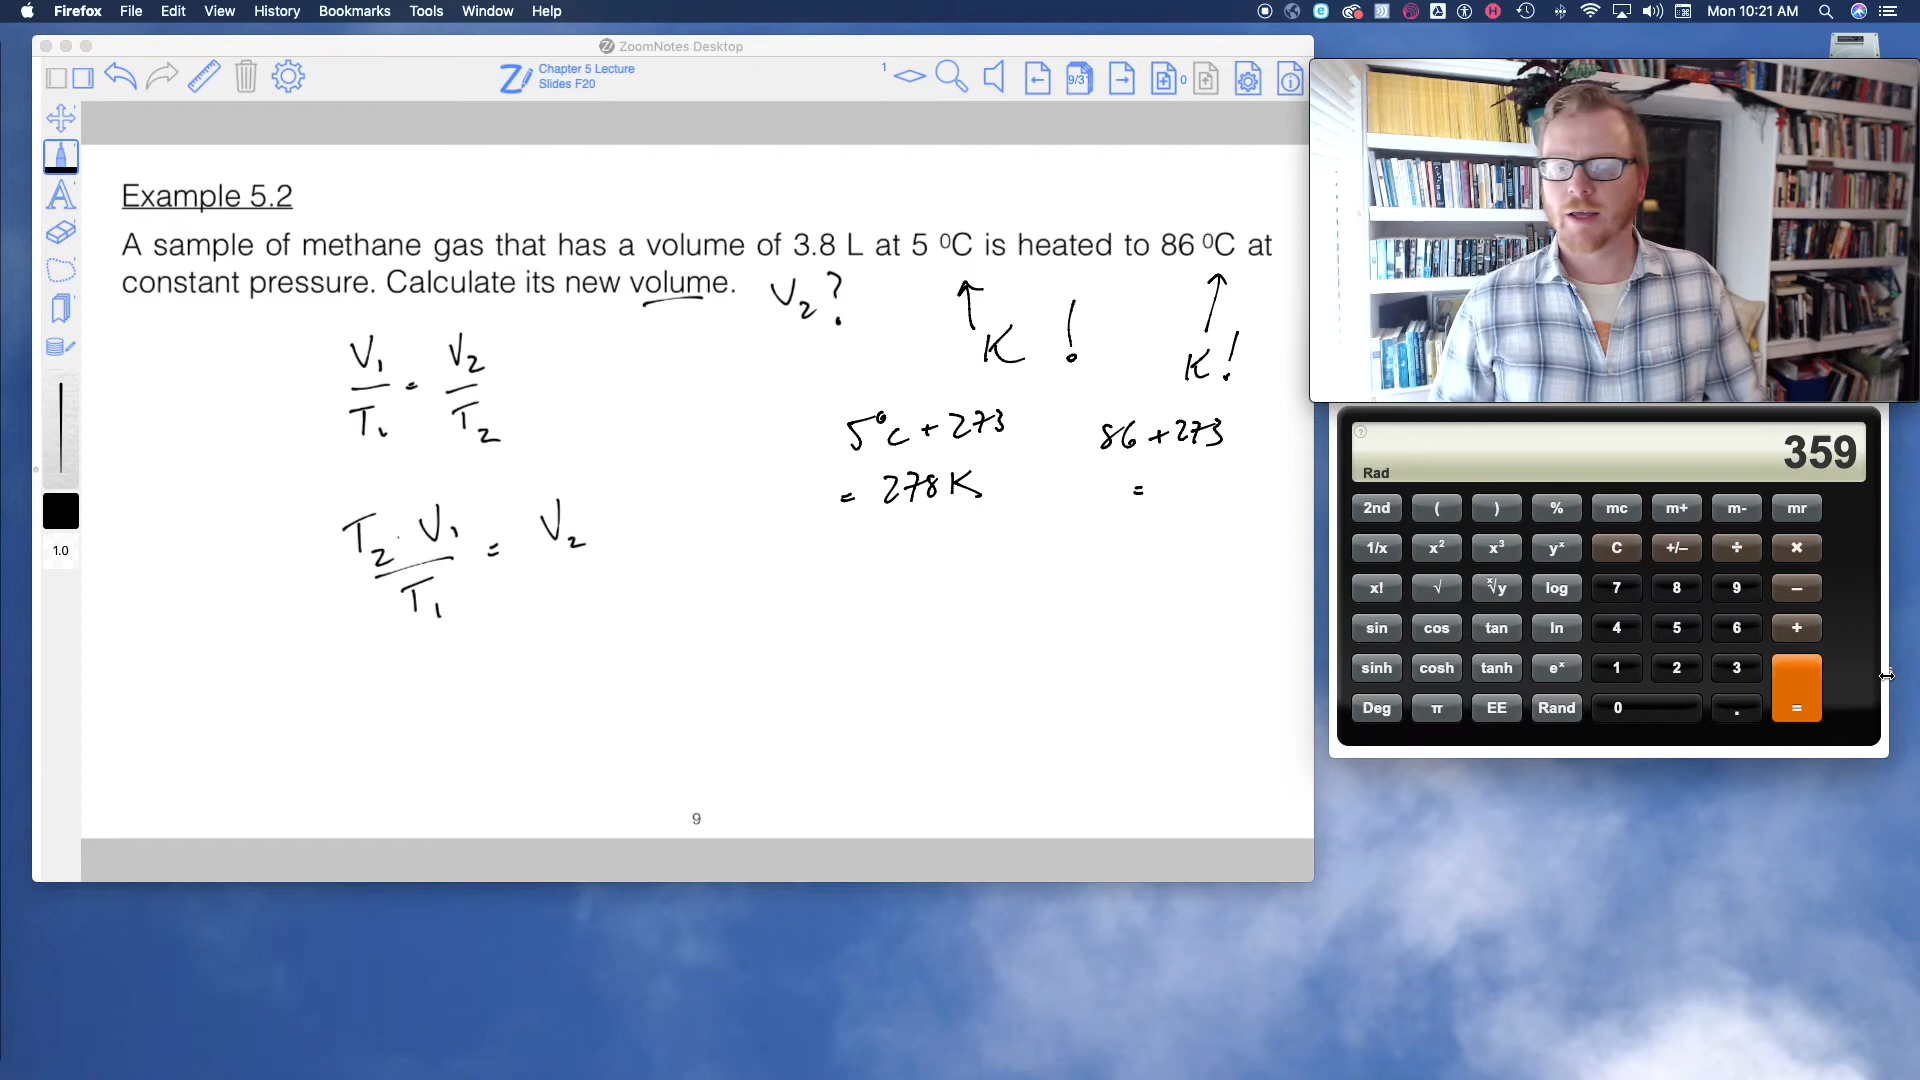 Firefox File Edit View History Bookmarks Tools Window Help Mon 10:21 AM
ZoomNotes Desktop
Chapter 5 Lecture
Slides F20
1
9/31
0
Example 5.2
A sample of methane gas that has a volume of 3.8 L at 5 ⁰C is heated to 86 ⁰C at
constant pressure. Calculate its new volume. V₂?
K ! K!
V₁/T₁ = V₂/T₂
5°C + 273 86 + 273
= 278 K =
T₂ · V₁ / T₁ = V₂
1.0
9
359
Rad
2nd ( ) % mc m+ m- mr
1/x x² x³ yˣ C +/– ÷ ×
x! √ ˣ√y log 7 8 9 –
sin cos tan ln 4 5 6 +
sinh cosh tanh eˣ 1 2 3
Deg π EE Rand 0 . =